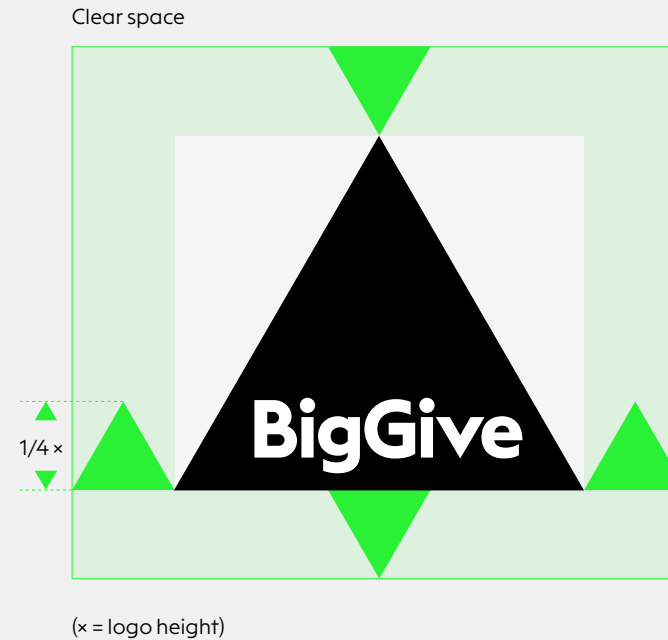 Clear space
BigGive
1/4 ×
(× = logo height)